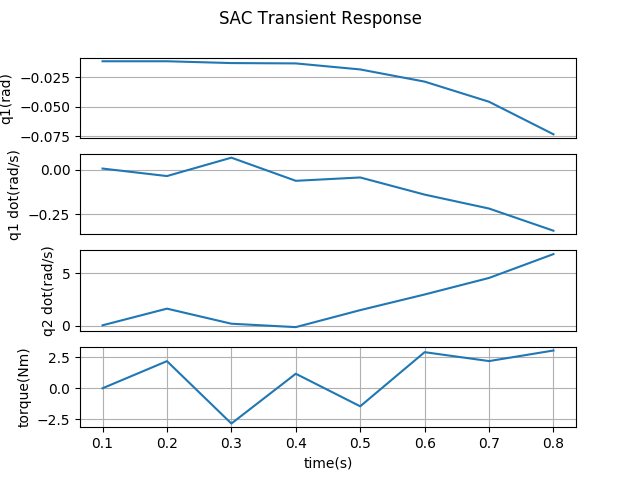 SAC Transient Response
q1(rad)
−0.025
−0.050
−0.075
q1 dot(rad/s)
0.00
−0.25
q2 dot(rad/s)
5
0
torque(Nm)
2.5
0.0
−2.5
0.1 0.2 0.3 0.4 0.5 0.6 0.7 0.8
time(s)